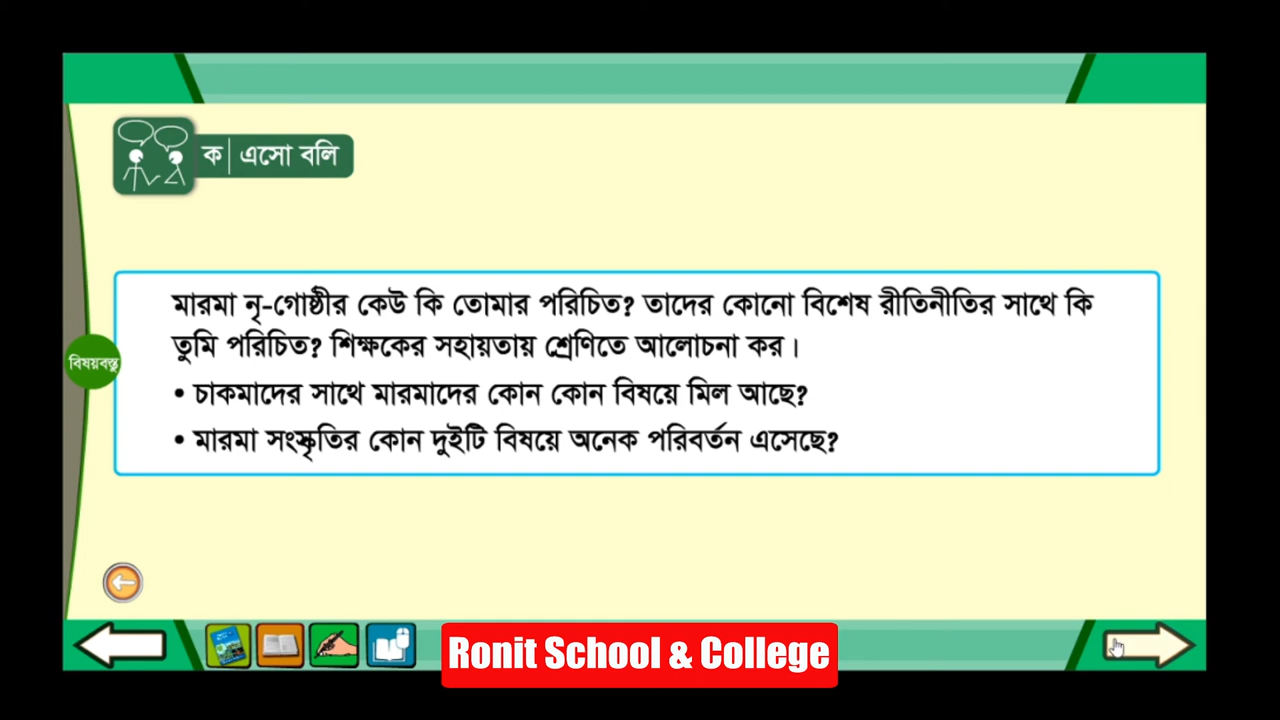 ক| এসো বলি
মারমা নৃ-গোষ্ঠীর কেউ কি তোমার পরিচিত? তাদের কোনো বিশেষ রীতিনীতির সাথে কি
তুমি পরিচিত? শিক্ষকের সহায়তায় শ্রেণিতে আলোচনা কর।
বিষয়বস্তু
• চাকমাদের সাথে মারমাদের কোন কোন বিষয়ে মিল আছে?
• মারমা সংস্কৃতির কোন দুইটি বিষয়ে অনেক পরিবর্তন এসেছে?
Ronit School & College